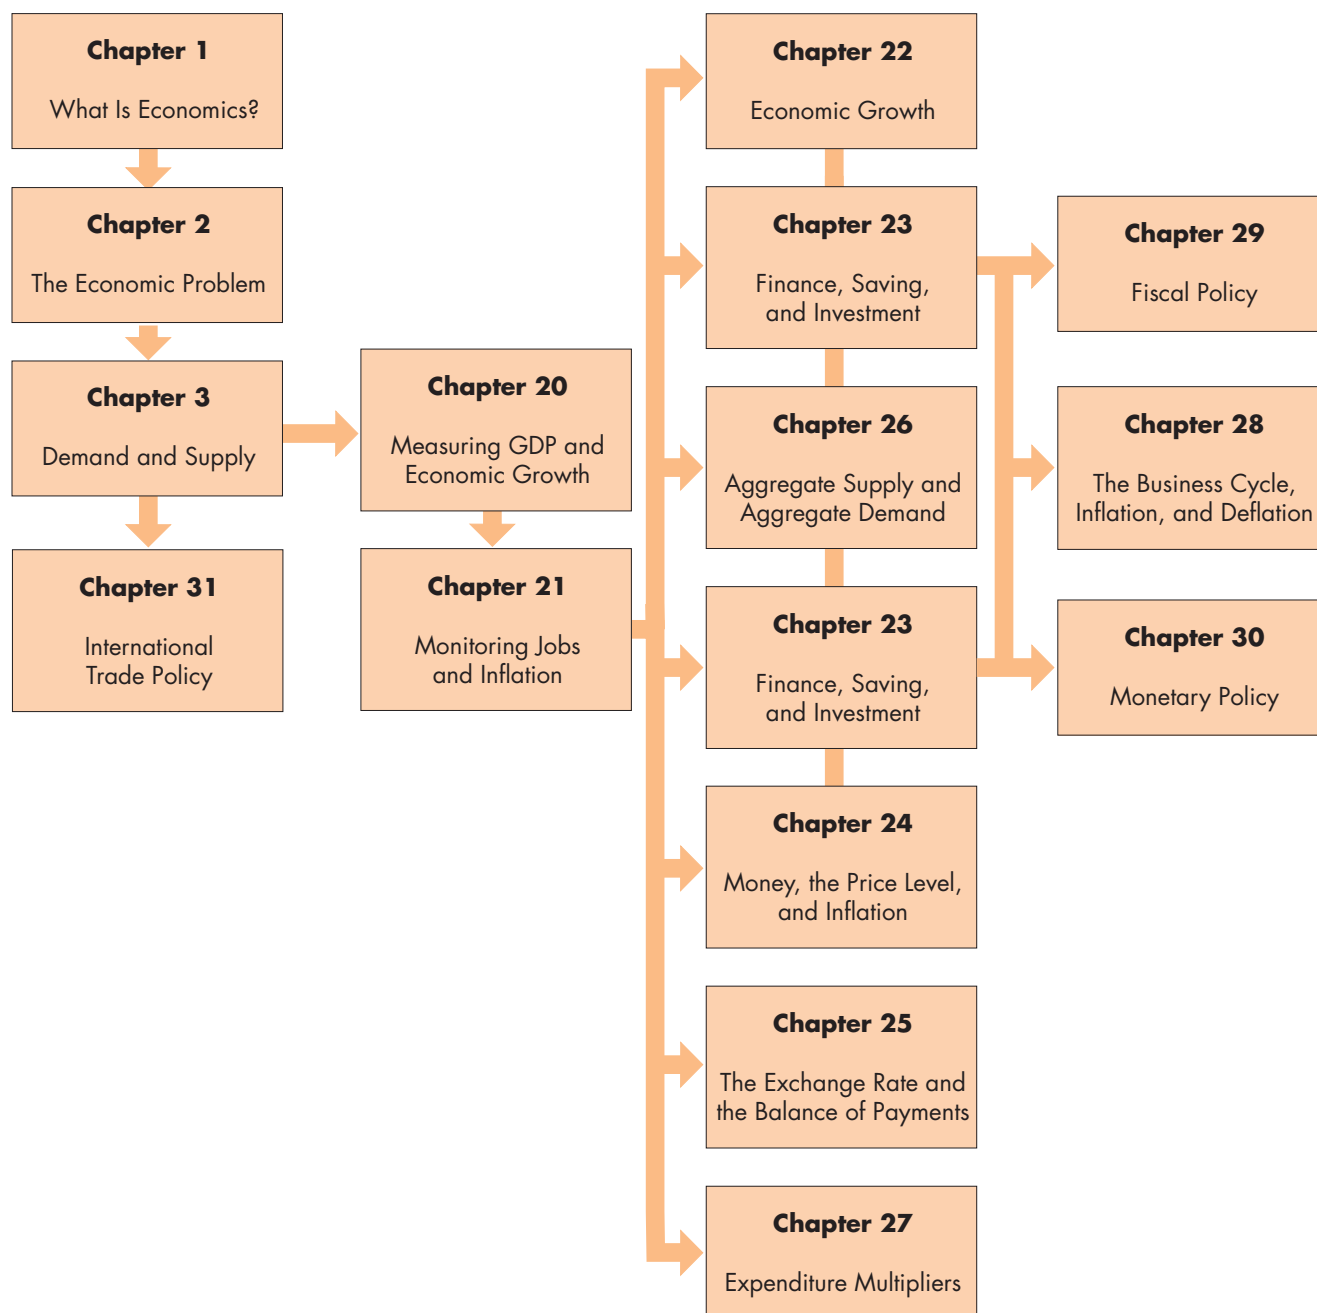 Chapter 1
What Is Economics?
Chapter 2
The Economic Problem
Chapter 3
Demand and Supply
Chapter 31
International
Trade Policy
Chapter 20
Measuring GDP and
Economic Growth
Chapter 21
Monitoring Jobs
and Inflation
Chapter 22
Economic Growth
Chapter 23
Finance, Saving,
and Investment
Chapter 26
Aggregate Supply and
Aggregate Demand
Chapter 23
Finance, Saving,
and Investment
Chapter 24
Money, the Price Level,
and Inflation
Chapter 25
The Exchange Rate and
the Balance of Payments
Chapter 27
Expenditure Multipliers
Chapter 29
Fiscal Policy
Chapter 28
The Business Cycle,
Inflation, and Deflation
Chapter 30
Monetary Policy